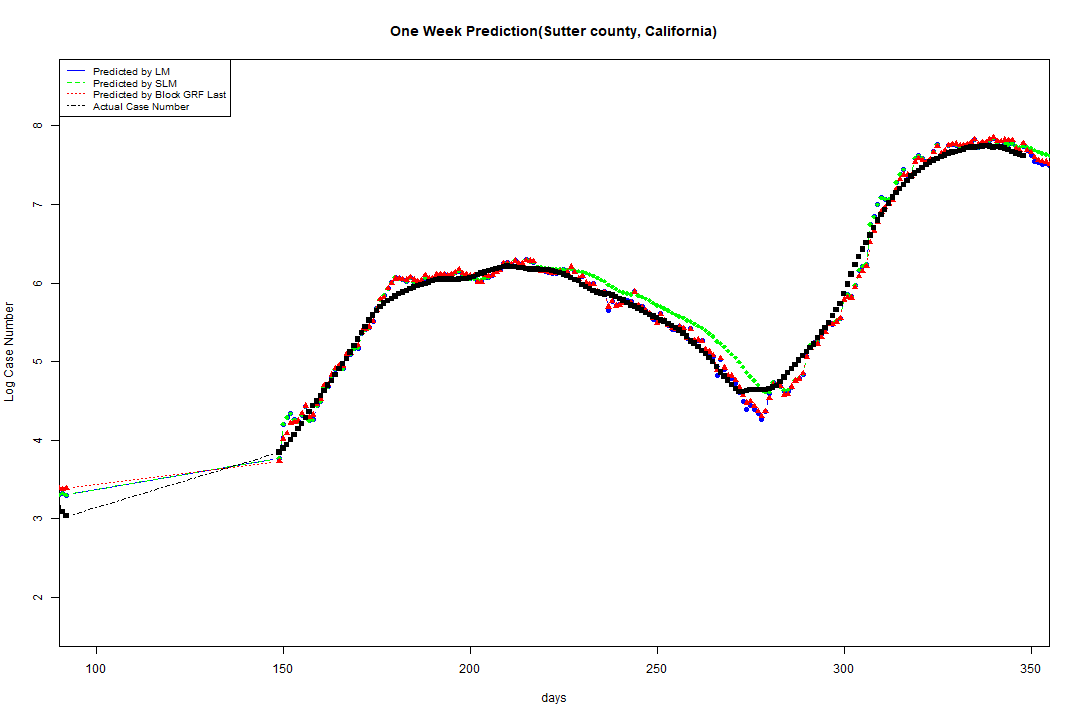 One Week Prediction(Sutter county, California)
Predicted by LM
Predicted by SLM
Predicted by Block GRF Last
Actual Case Number
Log Case Number
8
7
6
5
4
3
2
100 150 200 250 300 350
days